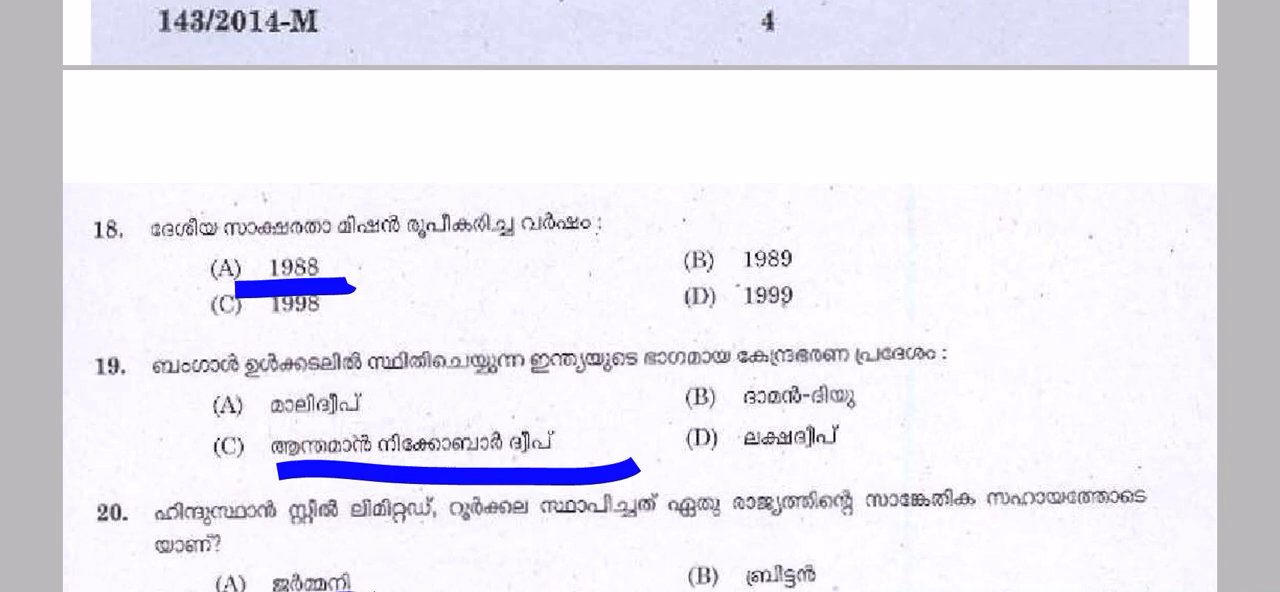 143/2014-M 4
18. ദേശീയ സാക്ഷരതാ മിഷൻ രൂപീകരിച്ച വർഷം :
(A) 1988 (B) 1989
(C) 1998 (D) 1999
19. ബംഗാൾ ഉൾക്കടലിൽ സ്ഥിതിചെയ്യുന്ന ഇന്ത്യയുടെ ഭാഗമായ കേന്ദ്രഭരണ പ്രദേശം :
(A) മാലിദ്വീപ് (B) ദാമൻ-ദിയു
(C) ആന്തമാൻ നിക്കോബാർ ദ്വീപ് (D) ലക്ഷദ്വീപ്
20. ഹിന്ദുസ്ഥാൻ സ്റ്റീൽ ലിമിറ്റഡ്, റൂർക്കല സ്ഥാപിച്ചത് ഏതു രാജ്യത്തിന്റെ സാങ്കേതിക സഹായത്തോടെ
യാണ്?
(A) ജർമ്മനി (B) ബ്രിട്ടൻ